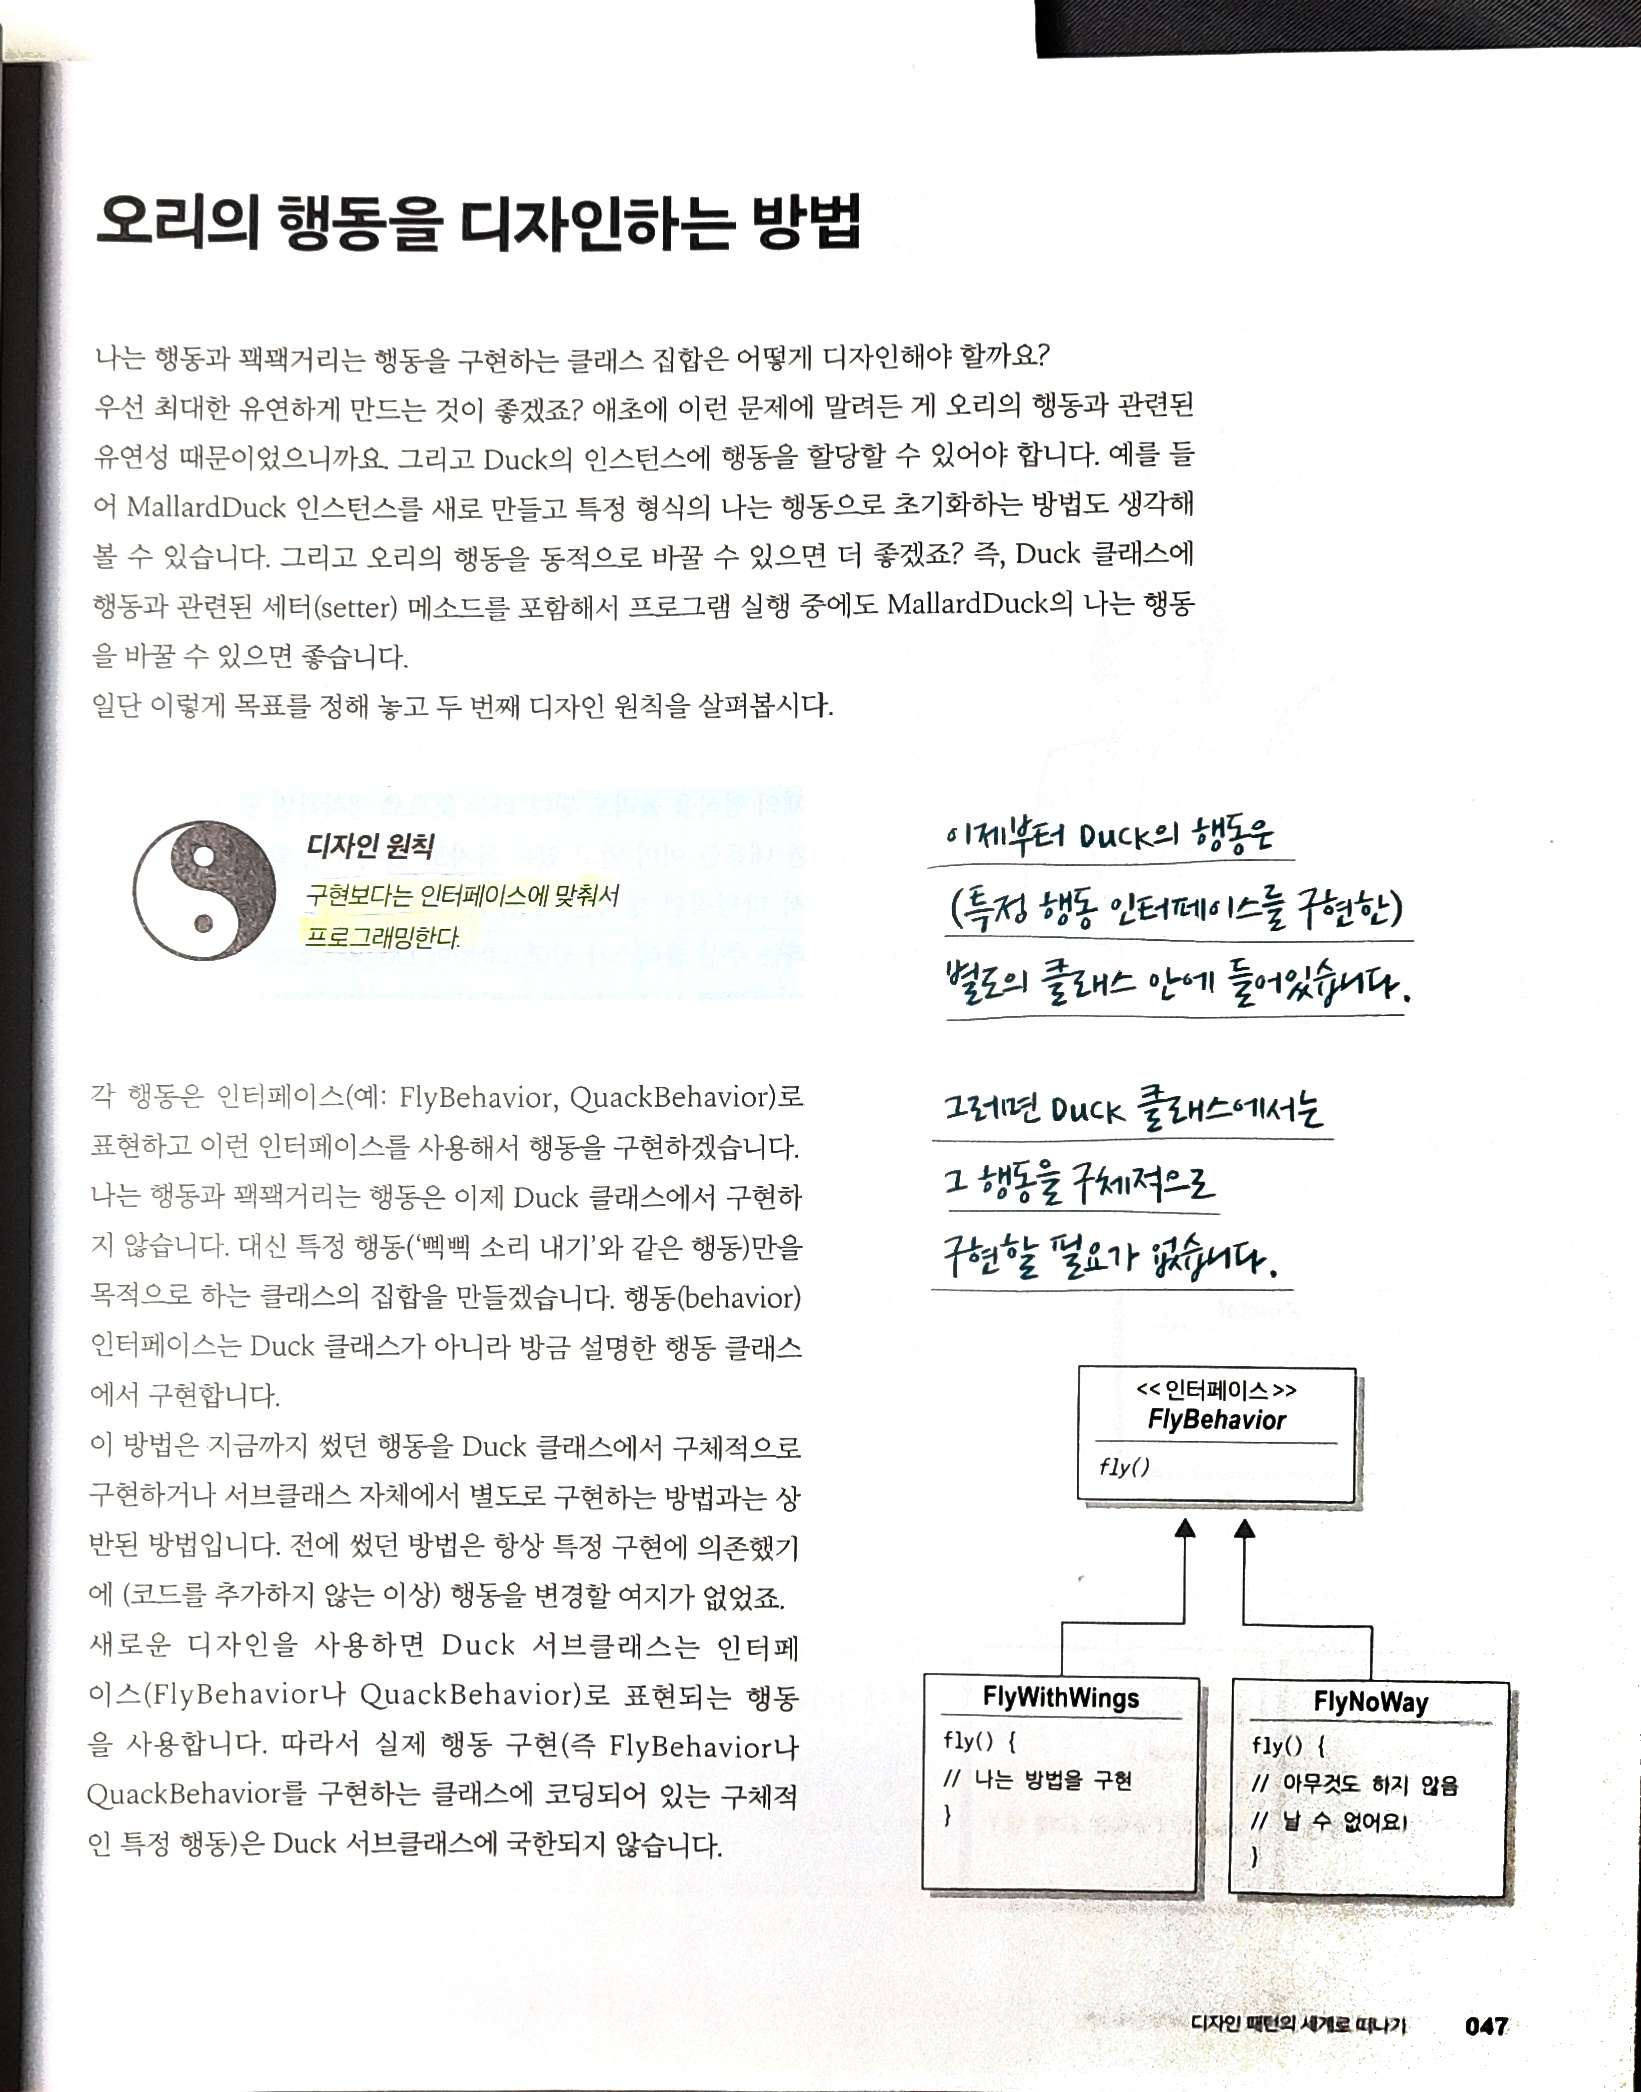 오리의 행동을 디자인하는 방법
나는 행동과 꽥꽥거리는 행동을 구현하는 클래스 집합은 어떻게 디자인해야 할까요?
우선 최대한 유연하게 만드는 것이 좋겠죠? 애초에 이런 문제에 말려든 게 오리의 행동과 관련된
유연성 때문이었으니까요. 그리고 Duck의 인스턴스에 행동을 할당할 수 있어야 합니다. 예를 들
어 MallardDuck 인스턴스를 새로 만들고 특정 형식의 나는 행동으로 초기화하는 방법도 생각해
볼 수 있습니다. 그리고 오리의 행동을 동적으로 바꿀 수 있으면 더 좋겠죠? 즉, Duck 클래스에
행동과 관련된 세터(setter) 메소드를 포함해서 프로그램 실행 중에도 MallardDuck의 나는 행동
을 바꿀 수 있으면 좋습니다.
일단 이렇게 목표를 정해 놓고 두 번째 디자인 원칙을 살펴봅시다.
디자인 원칙
구현보다는 인터페이스에 맞춰서
프로그래밍한다.
각 행동은 인터페이스(예: FlyBehavior, QuackBehavior)로
표현하고 이런 인터페이스를 사용해서 행동을 구현하겠습니다.
나는 행동과 꽥꽥거리는 행동은 이제 Duck 클래스에서 구현하
지 않습니다. 대신 특정 행동(‘삑삑 소리 내기’와 같은 행동)만을
목적으로 하는 클래스의 집합을 만들겠습니다. 행동(behavior)
인터페이스는 Duck 클래스가 아니라 방금 설명한 행동 클래스
에서 구현합니다.
이 방법은 지금까지 썼던 행동을 Duck 클래스에서 구체적으로
구현하거나 서브클래스 자체에서 별도로 구현하는 방법과는 상
반된 방법입니다. 전에 썼던 방법은 항상 특정 구현에 의존했기
에 (코드를 추가하지 않는 이상) 행동을 변경할 여지가 없었죠.
새로운 디자인을 사용하면 Duck 서브클래스는 인터페
이스(FlyBehavior나 QuackBehavior)로 표현되는 행동
을 사용합니다. 따라서 실제 행동 구현(즉 FlyBehavior나
QuackBehavior를 구현하는 클래스에 코딩되어 있는 구체적
인 특정 행동)은 Duck 서브클래스에 국한되지 않습니다.
이제부터 Duck의 행동은
(특정 행동 인터페이스를 구현한)
별도의 클래스 안에 들어있습니다.
그러면 Duck 클래스에서는
그 행동을 구체적으로
구현할 필요가 없습니다.
<<인터페이스>>
FlyBehavior
fly()
FlyWithWings
fly() {
// 나는 방법을 구현
}
FlyNoWay
fly() {
// 아무것도 하지 않음
// 날 수 없어요!
}
디자인 패턴의 세계로 떠나기 047